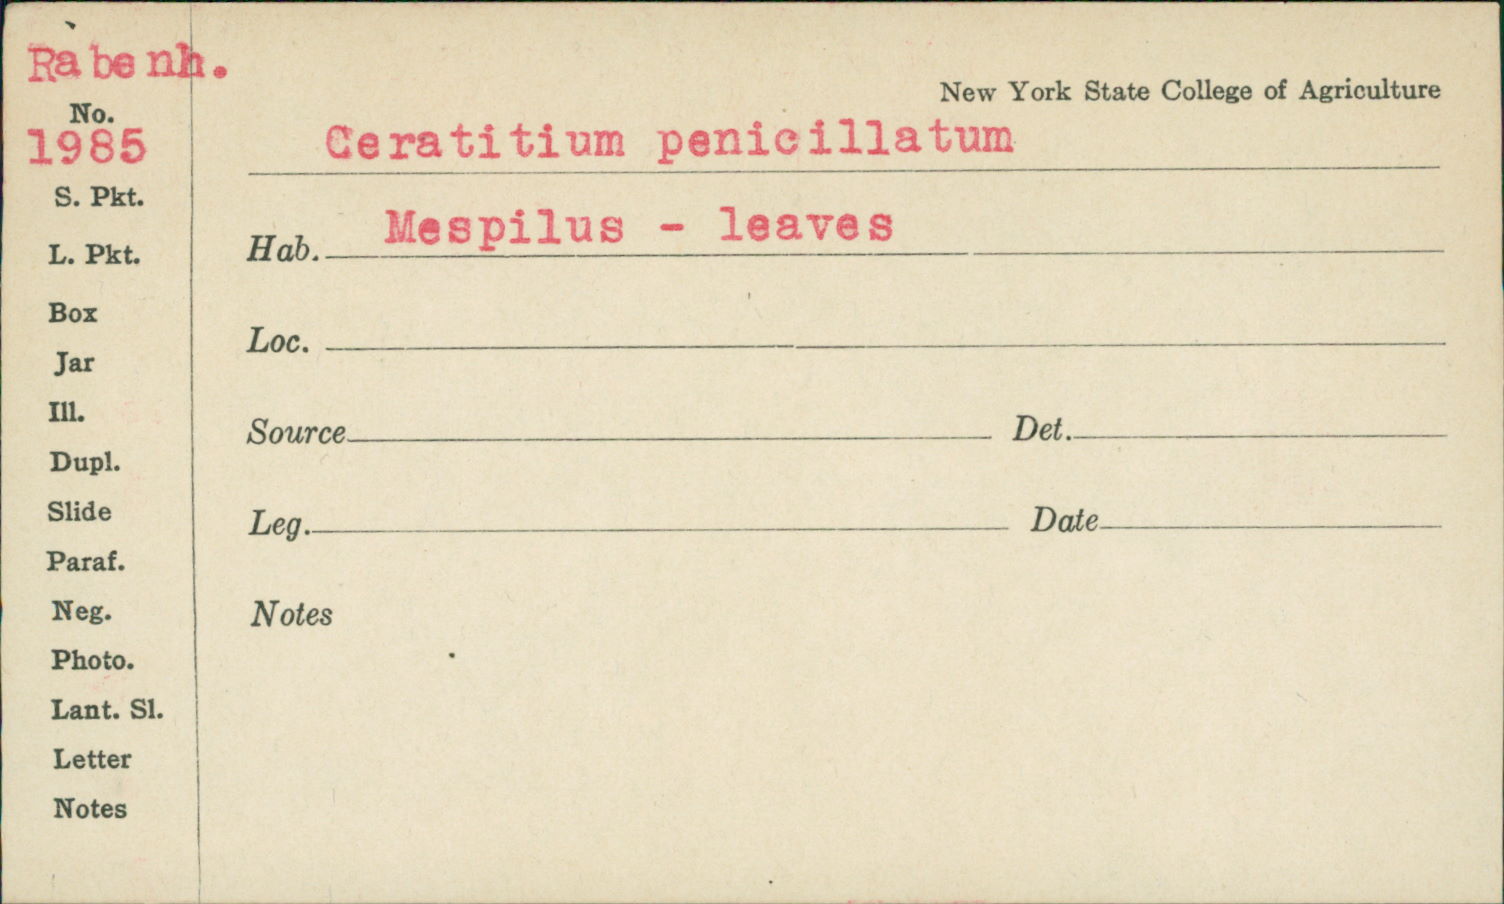 Rabenh.
No.
1985
S. Pkt.
L. Pkt.
Box
Jar
Ill.
Dupl.
Slide
Paraf.
Neg.
Photo.
Lant. Sl.
Letter
Notes
New York State College of Agriculture
Ceratitium penicillatum
Hab. Mespilus - leaves
Loc.
Source Det.
Leg. Date
Notes